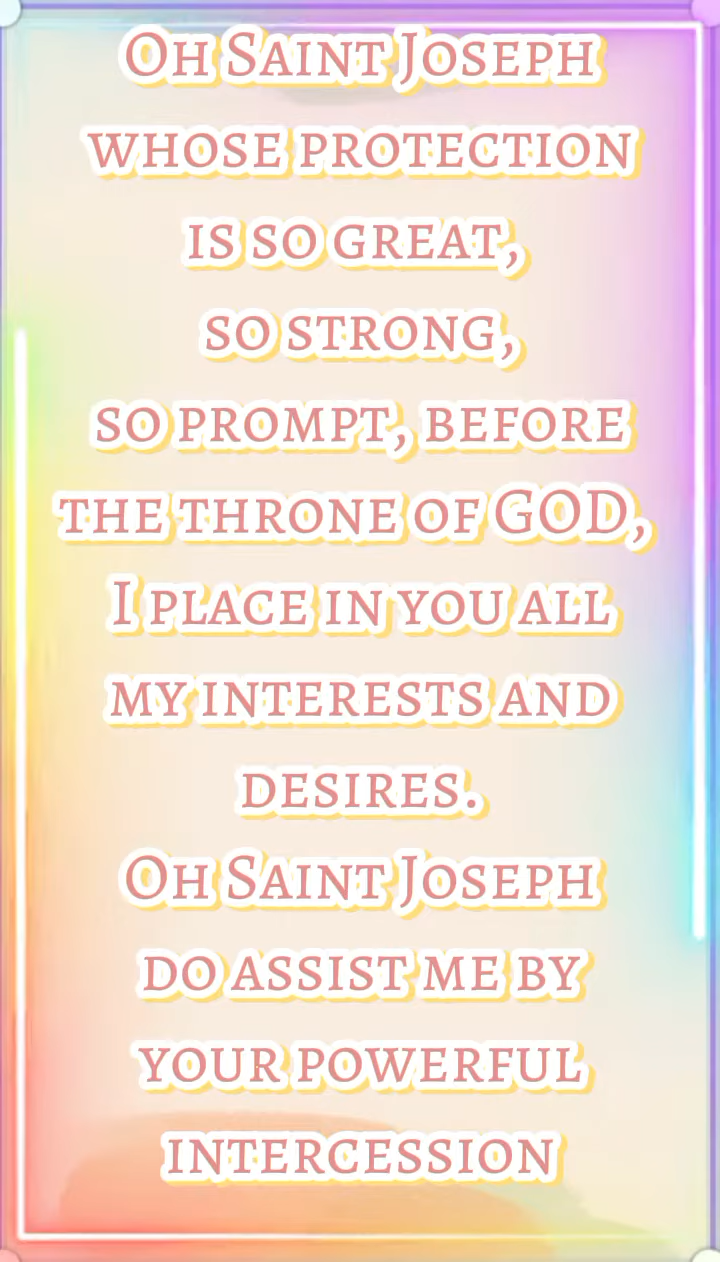 Oh Saint Joseph
whose protection
is so great,
so strong,
so prompt, before
the throne of GOD,
I place in you all
my interests and
desires.
Oh Saint Joseph
do assist me by
your powerful
intercession